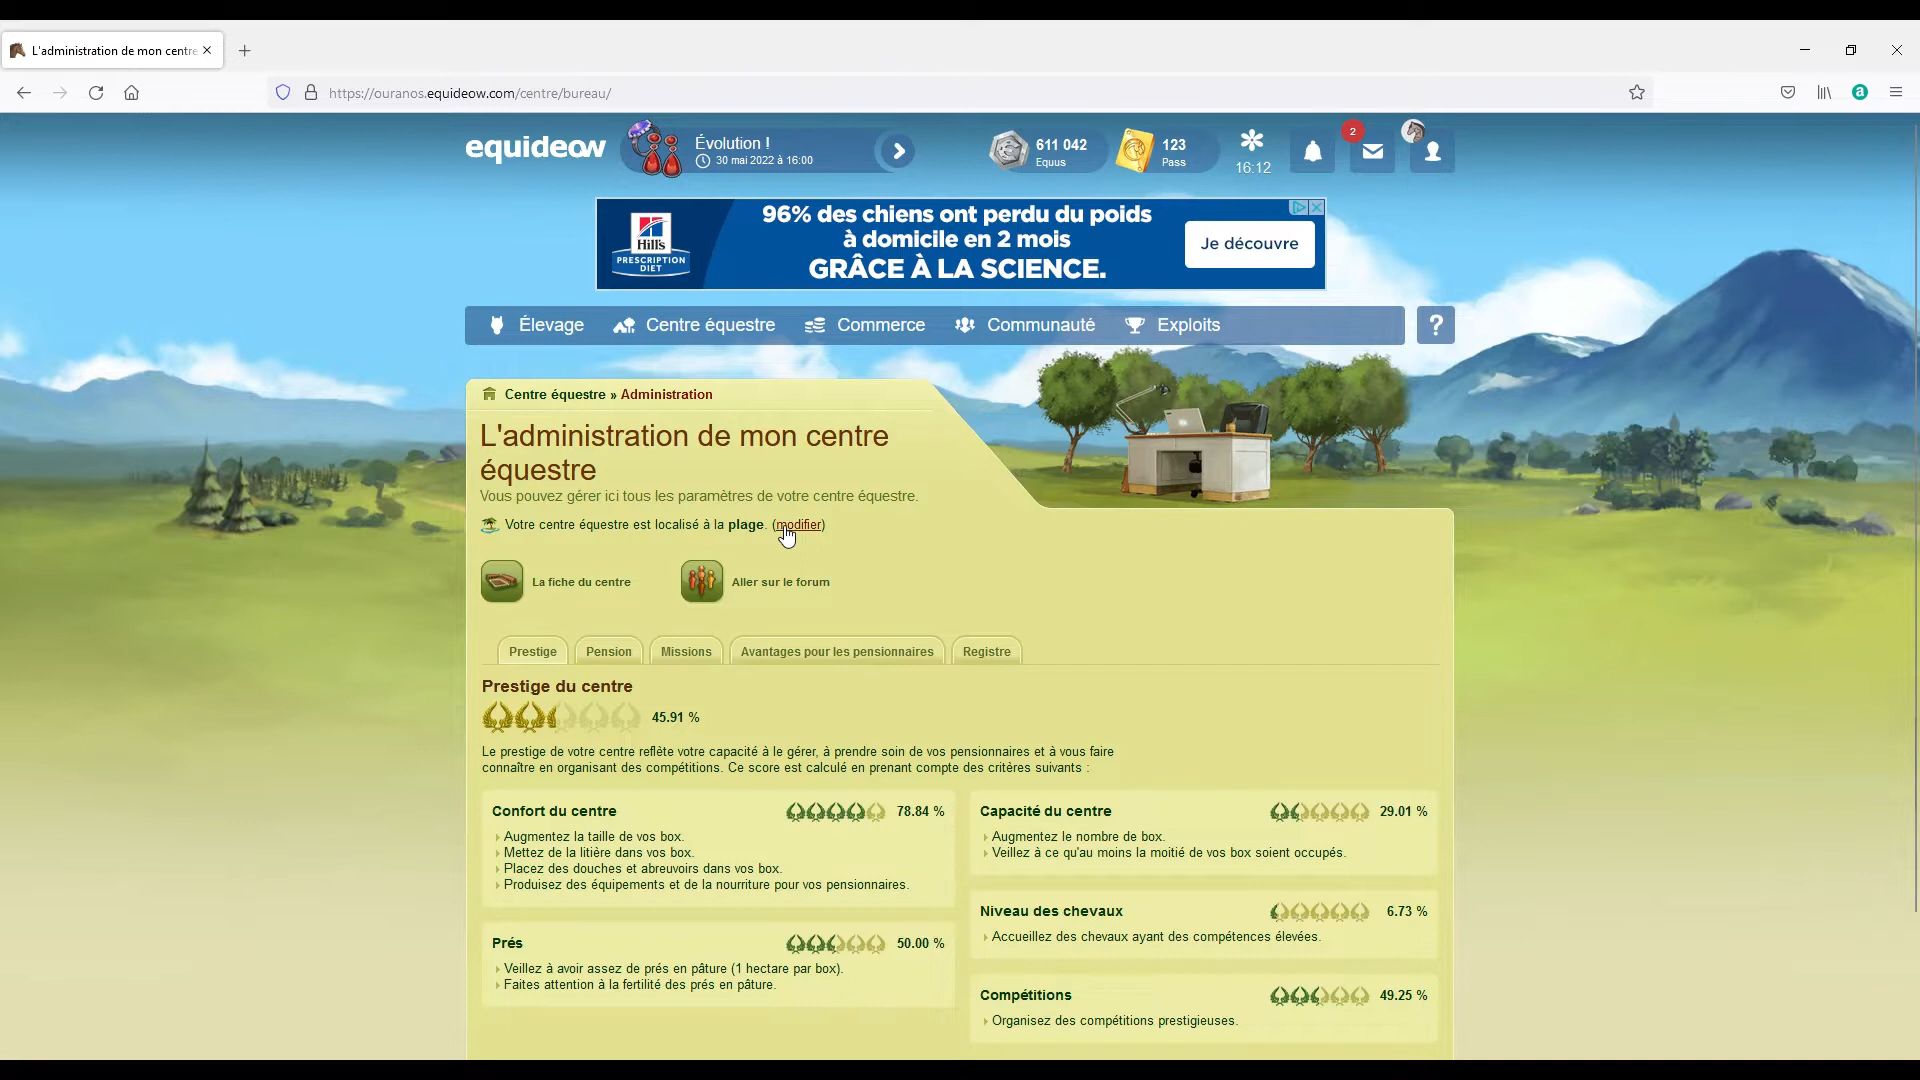 L'administration de mon centre
https://ouranos.equideow.com/centre/bureau/
a
equideow
Évolution !
30 mai 2022 à 16:00
611 042
Equus
123
Pass
16:12
2
Hill's
PRESCRIPTION
DIET
96% des chiens ont perdu du poids
à domicile en 2 mois
GRÂCE À LA SCIENCE.
Je découvre
Élevage
Centre équestre
Commerce
Communauté
Exploits
?
Centre équestre » Administration
L'administration de mon centre
équestre
Vous pouvez gérer ici tous les paramètres de votre centre équestre.
Votre centre équestre est localisé à la plage. (modifier)
La fiche du centre
Aller sur le forum
Prestige
Pension
Missions
Avantages pour les pensionnaires
Registre
Prestige du centre
45.91 %
Le prestige de votre centre reflète votre capacité à le gérer, à prendre soin de vos pensionnaires et à vous faire
connaître en organisant des compétitions. Ce score est calculé en prenant compte des critères suivants :
Confort du centre
78.84 %
Augmentez la taille de vos box.
Mettez de la litière dans vos box.
Placez des douches et abreuvoirs dans vos box.
Produisez des équipements et de la nourriture pour vos pensionnaires.
Prés
50.00 %
Veillez à avoir assez de prés en pâture (1 hectare par box).
Faites attention à la fertilité des prés en pâture.
Capacité du centre
29.01 %
Augmentez le nombre de box.
Veillez à ce qu'au moins la moitié de vos box soient occupés.
Niveau des chevaux
6.73 %
Accueillez des chevaux ayant des compétences élevées.
Compétitions
49.25 %
Organisez des compétitions prestigieuses.